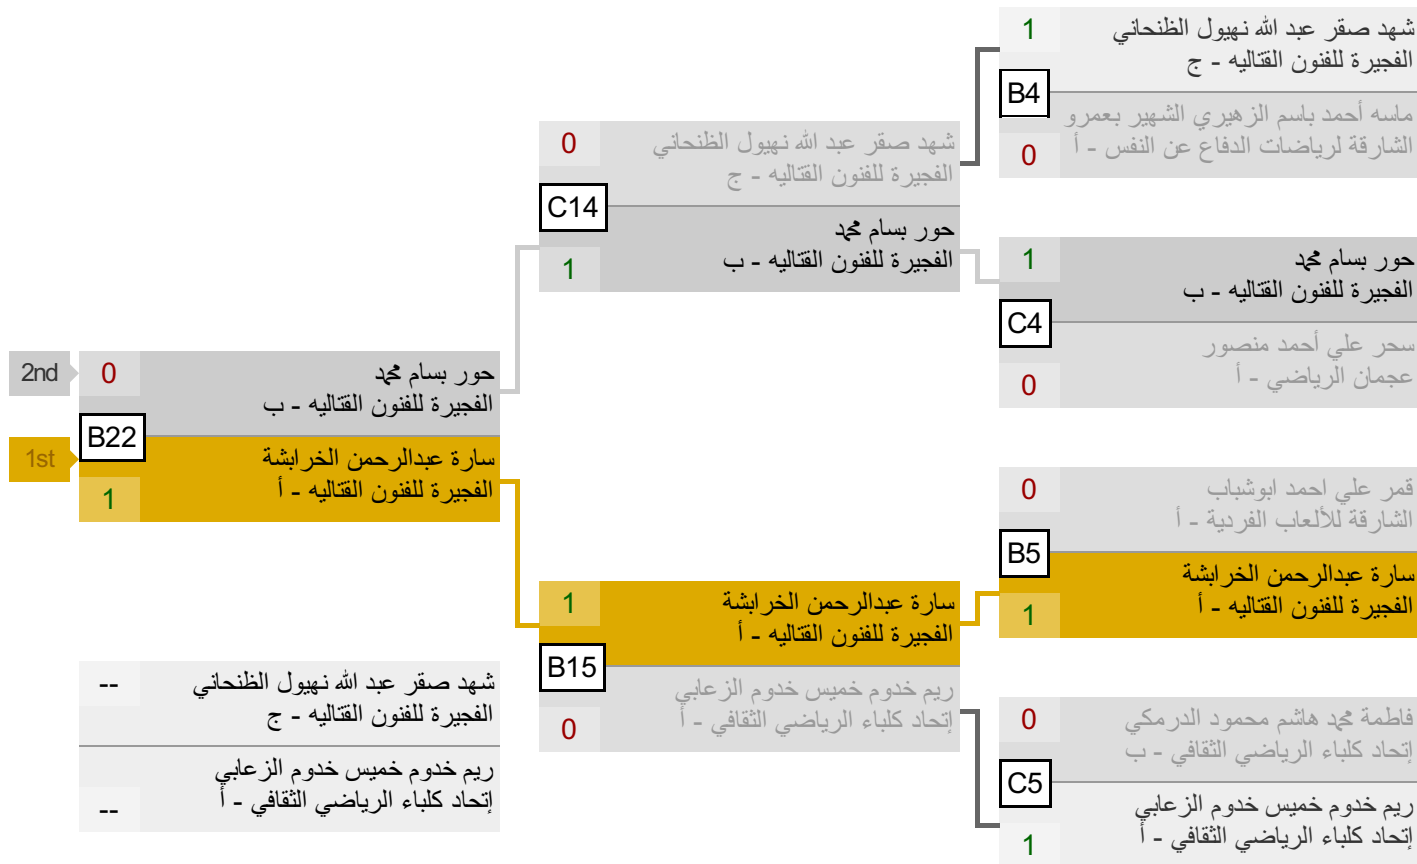 1
شهد صقر عبد الله نهيول الظنحاني
الفجيرة للفنون القتاليه - ج
B4
ماسه أحمد باسم الزهيري الشهير بعمرو
الشارقة لرياضات الدفاع عن النفس - أ
0
0
شهد صقر عبد الله نهيول الظنحاني
الفجيرة للفنون القتاليه - ج
C14
حور بسام محمد
الفجيرة للفنون القتاليه - ب
1
1
حور بسام محمد
الفجيرة للفنون القتاليه - ب
C4
سحر علي أحمد منصور
عجمان الرياضي - أ
0
2nd
0
حور بسام محمد
الفجيرة للفنون القتاليه - ب
B22
1st
سارة عبدالرحمن الخرابشة
الفجيرة للفنون القتاليه - أ
1
0
قمر علي احمد ابوشباب
الشارقة للألعاب الفردية - أ
B5
سارة عبدالرحمن الخرابشة
الفجيرة للفنون القتاليه - أ
1
1
سارة عبدالرحمن الخرابشة
الفجيرة للفنون القتاليه - أ
B15
ريم خدوم خميس خدوم الزعابي
إتحاد كلباء الرياضي الثقافي - أ
0
--
شهد صقر عبد الله نهيول الظنحاني
الفجيرة للفنون القتاليه - ج
ريم خدوم خميس خدوم الزعابي
إتحاد كلباء الرياضي الثقافي - أ
--
0
فاطمة محمد هاشم محمود الدرمكي
إتحاد كلباء الرياضي الثقافي - ب
C5
ريم خدوم خميس خدوم الزعابي
إتحاد كلباء الرياضي الثقافي - أ
1